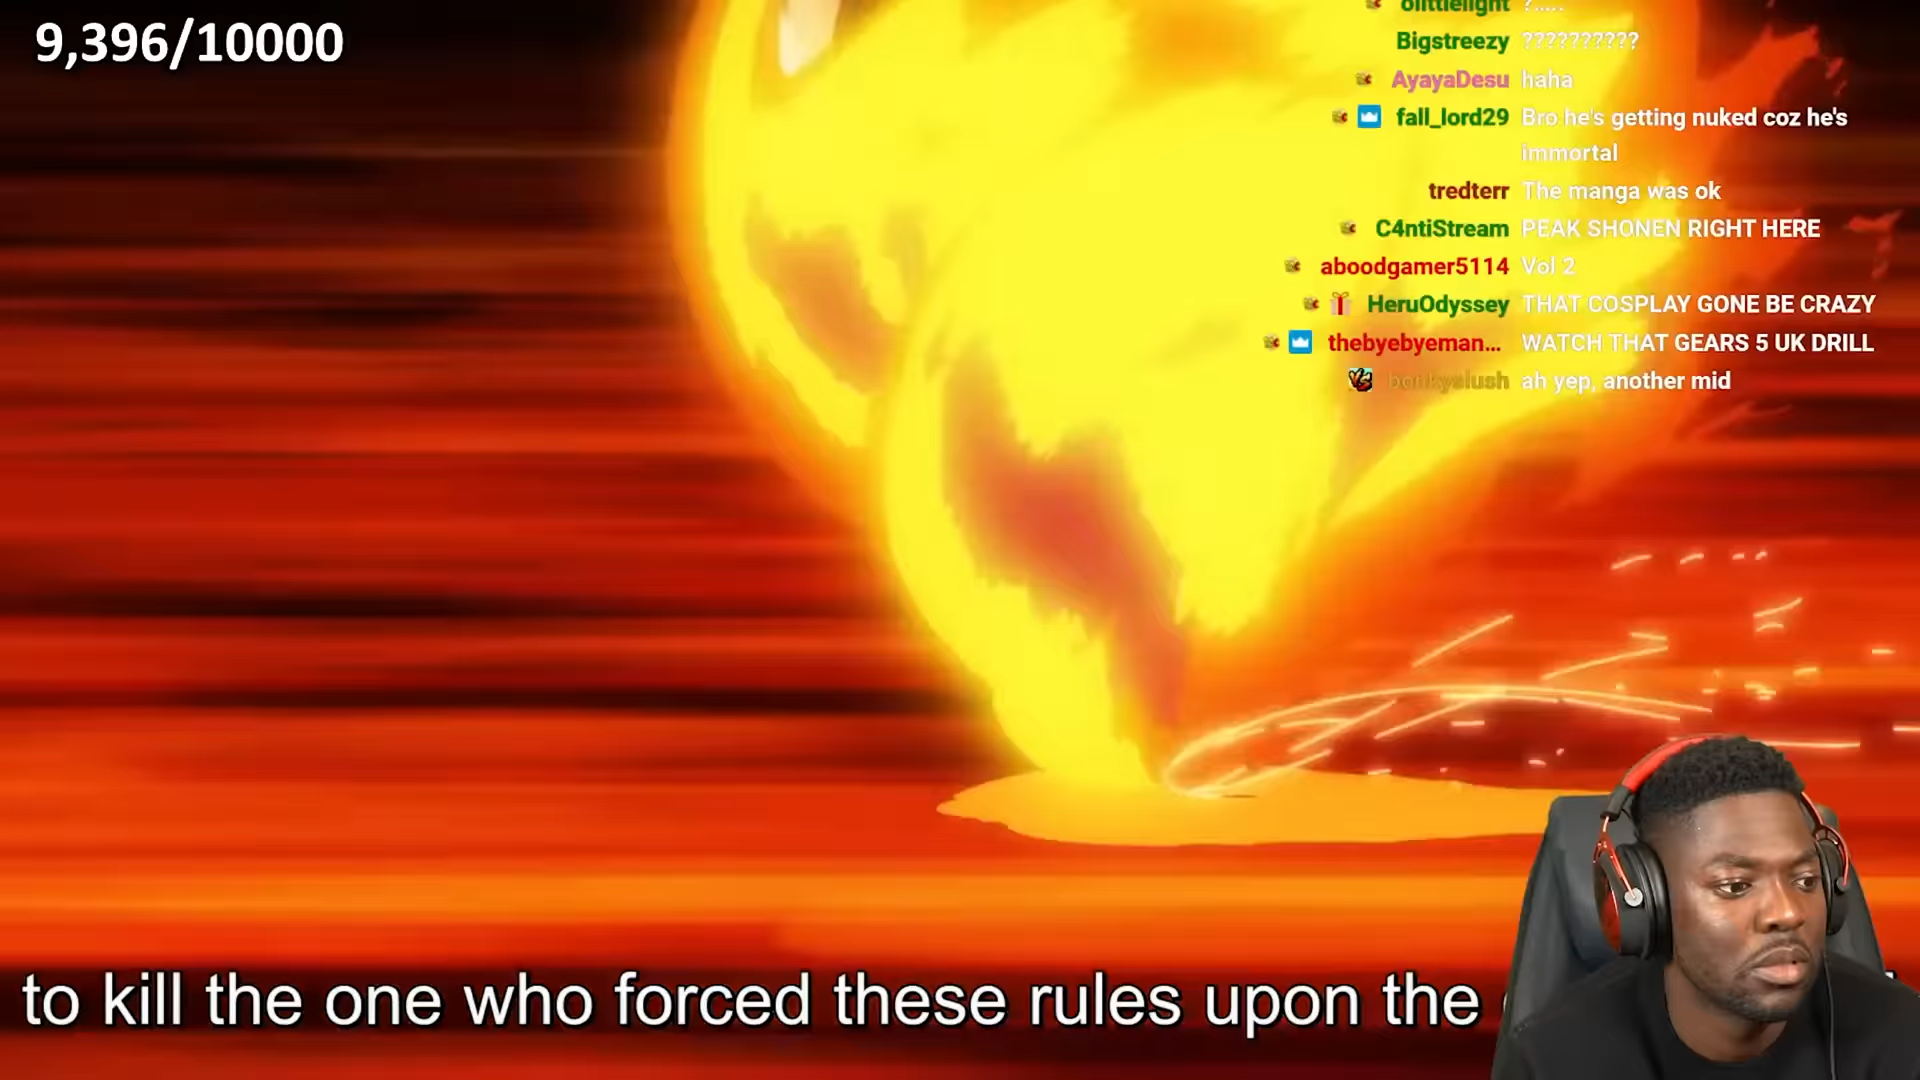 9,396/10000
olittlelight ?.....
Bigstreezy ??????????
AyayaDesu haha
fall_lord29 Bro he's getting nuked coz he's
immortal
tredterr The manga was ok
C4ntiStream PEAK SHONEN RIGHT HERE
aboodgamer5114 Vol 2
HeruOdyssey THAT COSPLAY GONE BE CRAZY
thebyebyeman... WATCH THAT GEARS 5 UK DRILL
ah yep, another mid
to kill the one who forced these rules upon the